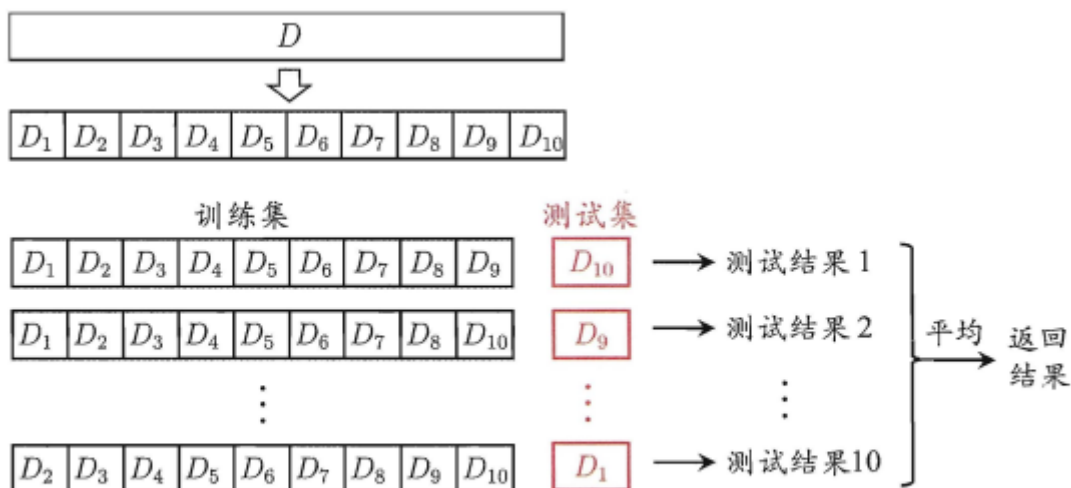 D
D₁ D₂ D₃ D₄ D₅ D₆ D₇ D₈ D₉ D₁₀
训练集 测试集
D₁ D₂ D₃ D₄ D₅ D₆ D₇ D₈ D₉ D₁₀ 测试结果 1
D₁ D₂ D₃ D₄ D₅ D₆ D₇ D₈ D₁₀ D₉ 测试结果 2
平均 返回
结果
D₂ D₃ D₄ D₅ D₆ D₇ D₈ D₉ D₁₀ D₁ 测试结果10